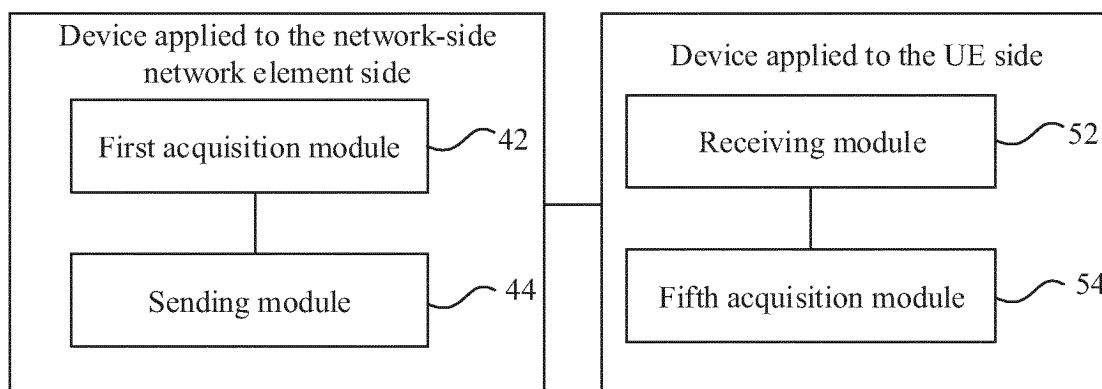 Device applied to the network-side
network element side
First acquisition module
42
Sending module
44
Device applied to the UE side
Receiving module
52
Fifth acquisition module
54